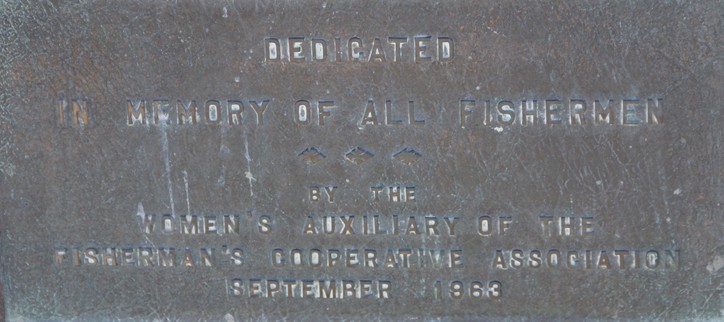 DEDICATED
IN MEMORY OF ALL FISHERMEN
BY THE
WOMEN'S AUXILIARY OF THE
FISHERMAN'S COOPERATIVE ASSOCIATION
SEPTEMBER 1963